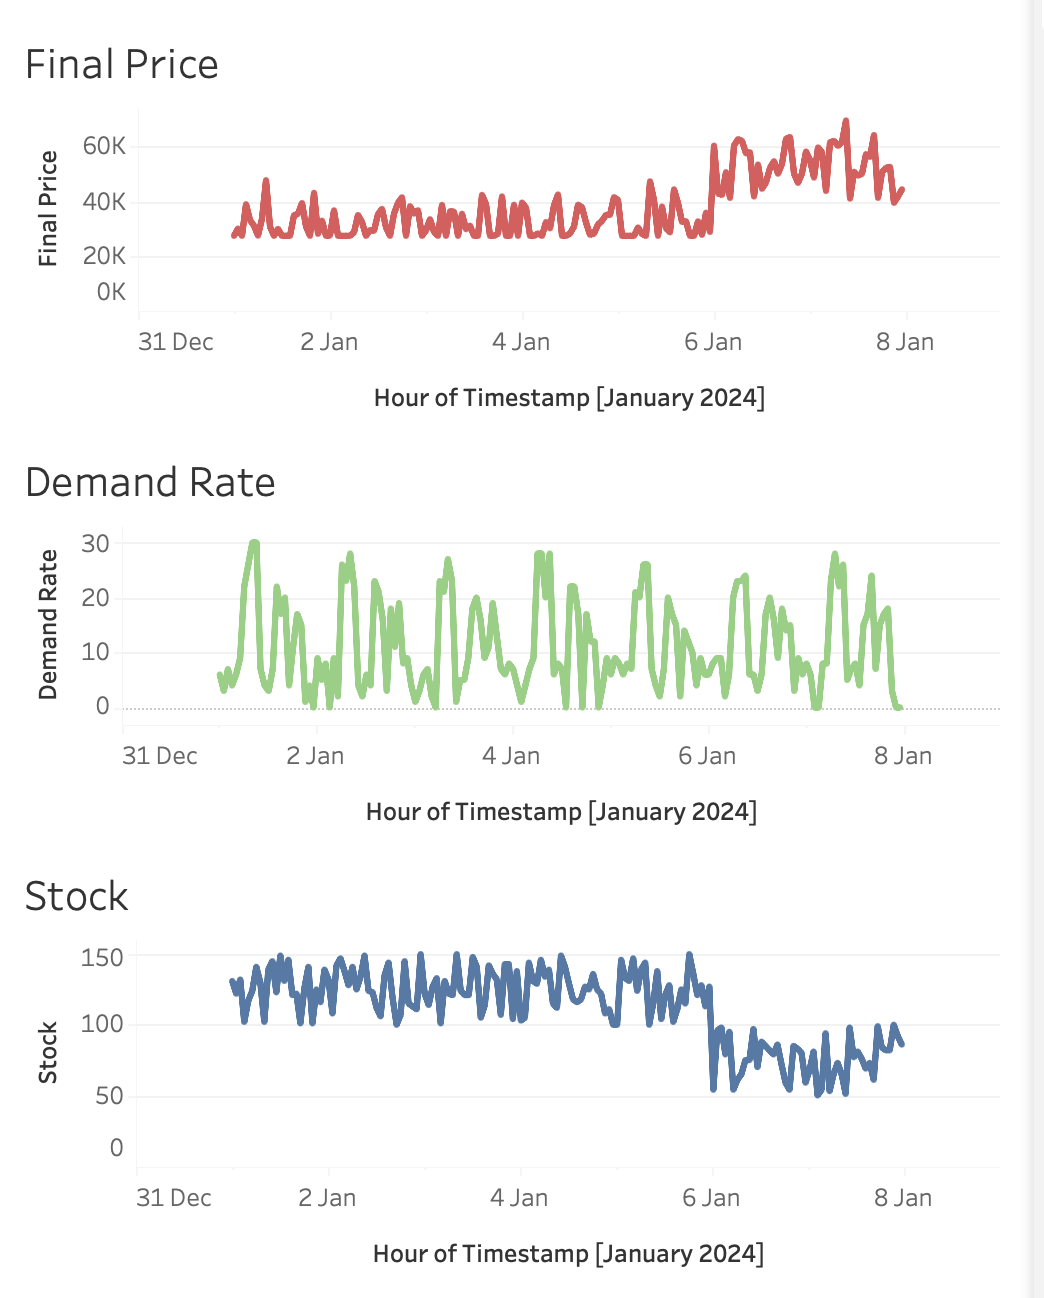 Final Price
Final Price
60K
40K
20K
0K
31 Dec 2 Jan 4 Jan 6 Jan 8 Jan
Hour of Timestamp [January 2024]
Demand Rate
Demand Rate
30
20
10
0
31 Dec 2 Jan 4 Jan 6 Jan 8 Jan
Hour of Timestamp [January 2024]
Stock
Stock
150
100
50
0
31 Dec 2 Jan 4 Jan 6 Jan 8 Jan
Hour of Timestamp [January 2024]